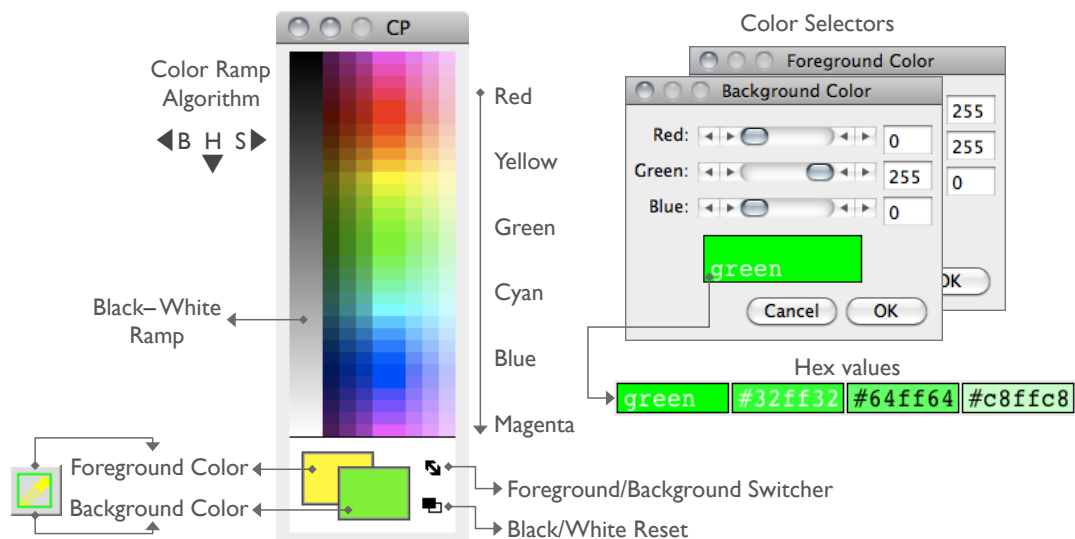 CP
Color Ramp
Algorithm
B H S
Black–White
Ramp
Red
Yellow
Green
Cyan
Blue
Magenta
Foreground Color
Background Color
Foreground/Background Switcher
Black/White Reset
Color Selectors
Foreground Color
255
255
0
OK
Background Color
Red: 0
Green: 255
Blue: 0
green
Cancel OK
Hex values
green #32ff32 #64ff64 #c8ffc8